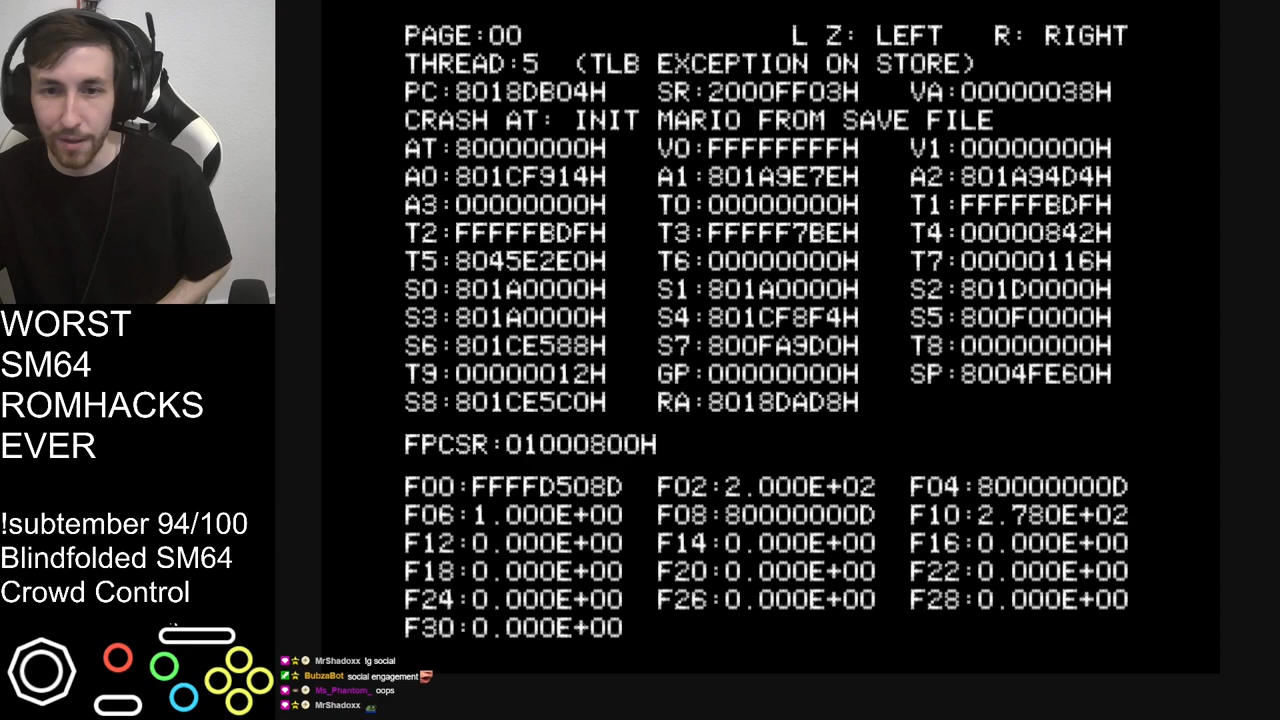 PAGE:00 L Z: LEFT R: RIGHT
THREAD:5 (TLB EXCEPTION ON STORE)
PC:8018DB04H SR:2000FF03H VA:00000038H
CRASH AT: INIT MARIO FROM SAVE FILE
AT:80000000H V0:FFFFFFFFH V1:00000000H
A0:801CF914H A1:801A9E7EH A2:801A94D4H
A3:00000000H T0:00000000H T1:FFFFFBDFH
T2:FFFFFBDFH T3:FFFFF7BEH T4:00000842H
T5:8045E2E0H T6:00000000H T7:00000116H
S0:801A0000H S1:801A0000H S2:801D0000H
S3:801A0000H S4:801CF8F4H S5:800F0000H
S6:801CE588H S7:800FA9D0H T8:00000000H
T9:00000012H GP:00000000H SP:8004FE60H
S8:801CE5C0H RA:8018DAD8H
FPCSR:01000800H
F00:FFFFD508D F02:2.000E+02 F04:80000000D
F06:1.000E+00 F08:80000000D F10:2.780E+02
F12:0.000E+00 F14:0.000E+00 F16:0.000E+00
F18:0.000E+00 F20:0.000E+00 F22:0.000E+00
F24:0.000E+00 F26:0.000E+00 F28:0.000E+00
F30:0.000E+00
WORST
SM64
ROMHACKS
EVER
!subtember 94/100
Blindfolded SM64
Crowd Control
MrShadoxx !g social
BubzaBot social engagement
Ms_Phantom_ oops
MrShadoxx